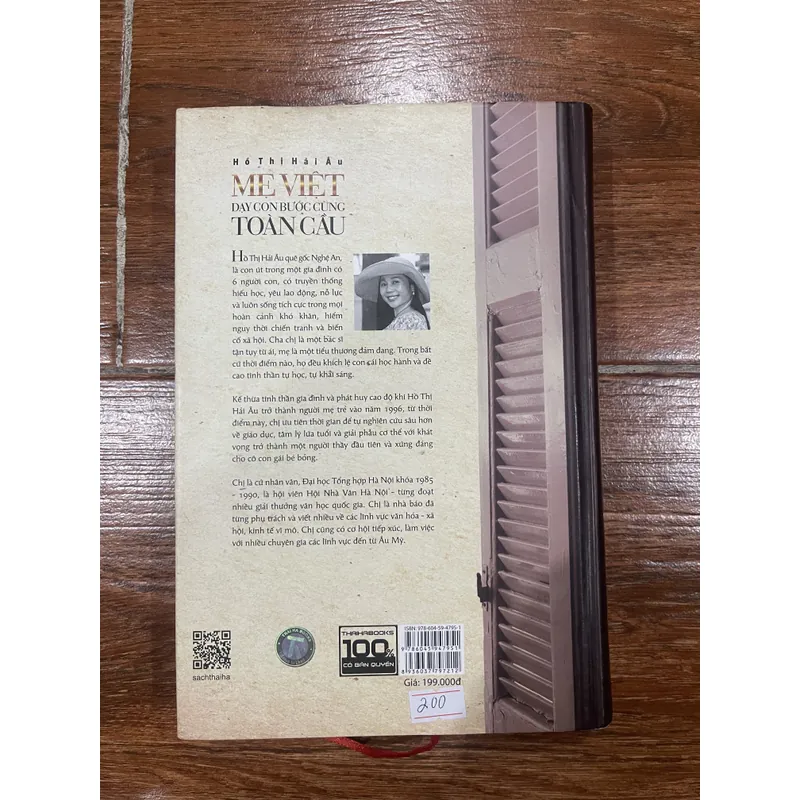 Hồ Thị Hải Âu
MẸ VIỆT
DẠY CON BƯỚC CÙNG
TOÀN CẦU
Hồ Thị Hải Âu quê gốc Nghệ An,
là con út trong một gia đình có
6 người con, có truyền thống
hiếu học, yêu lao động, nỗ lực
và luôn sống tích cực trong mọi
hoàn cảnh khó khăn, hiểm
nguy thời chiến tranh và biến
cố xã hội. Cha chị là một bác sĩ
tận tụy từ ái, mẹ là một tiểu thương đảm đang. Trong bất
cứ thời điểm nào, họ đều khích lệ con cái học hành và đề
cao tinh thần tự học, tự khai sáng.
Kế thừa tinh thần gia đình và phát huy cao độ khi Hồ Thị
Hải Âu trở thành người mẹ trẻ vào năm 1996, từ thời
điểm này, chị ưu tiên thời gian để tự nghiên cứu sâu hơn
về giáo dục, tâm lý lứa tuổi và giải phẫu cơ thể với khát
vọng trở thành một người thầy đầu tiên và xứng đáng
cho cô con gái bé bỏng.
Chị là cử nhân văn, Đại học Tổng hợp Hà Nội khóa 1985
- 1990, là hội viên Hội Nhà Văn Hà Nội - từng đoạt
nhiều giải thưởng văn học quốc gia. Chị là nhà báo đã
từng phụ trách và viết nhiều về các lĩnh vực văn hóa - xã
hội, kinh tế vĩ mô. Chị cũng có cơ hội tiếp xúc, làm việc
với nhiều chuyên gia các lĩnh vực đến từ Âu Mỹ.
sachthaiha
THAIHABOOKS
100%
CÓ BẢN QUYỀN
ISBN: 978-604-59-4795-1
9 786045 947951
8 936037 797212
Giá: 199.000đ
200